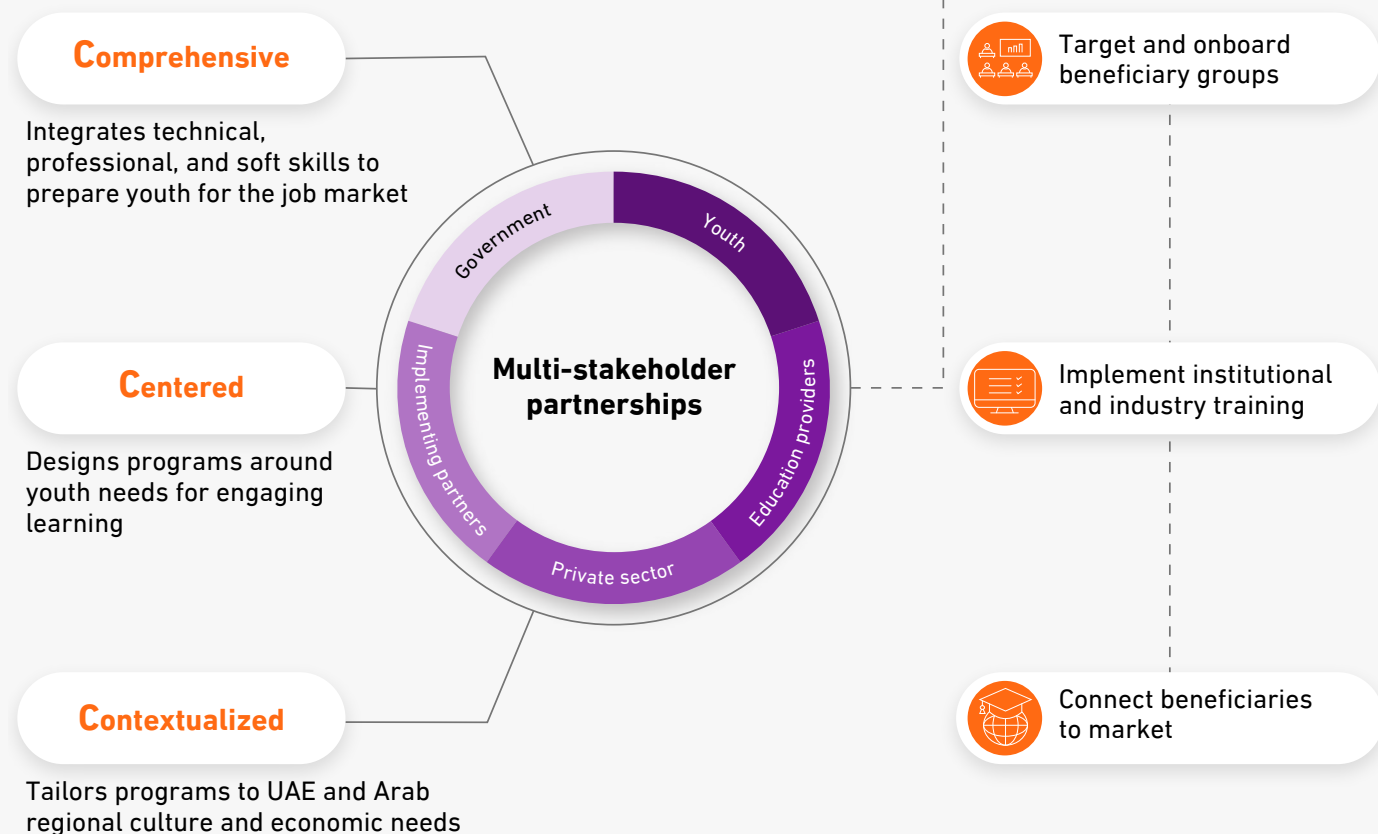 Comprehensive
Integrates technical,
professional, and soft skills to
prepare youth for the job market
Centered
Designs programs around
youth needs for engaging
learning
Contextualized
Tailors programs to UAE and Arab
regional culture and economic needs
Multi-stakeholder
partnerships
Government
Youth
Education providers
Private sector
Implementing partners
Target and onboard
beneficiary groups
Implement institutional
and industry training
Connect beneficiaries
to market